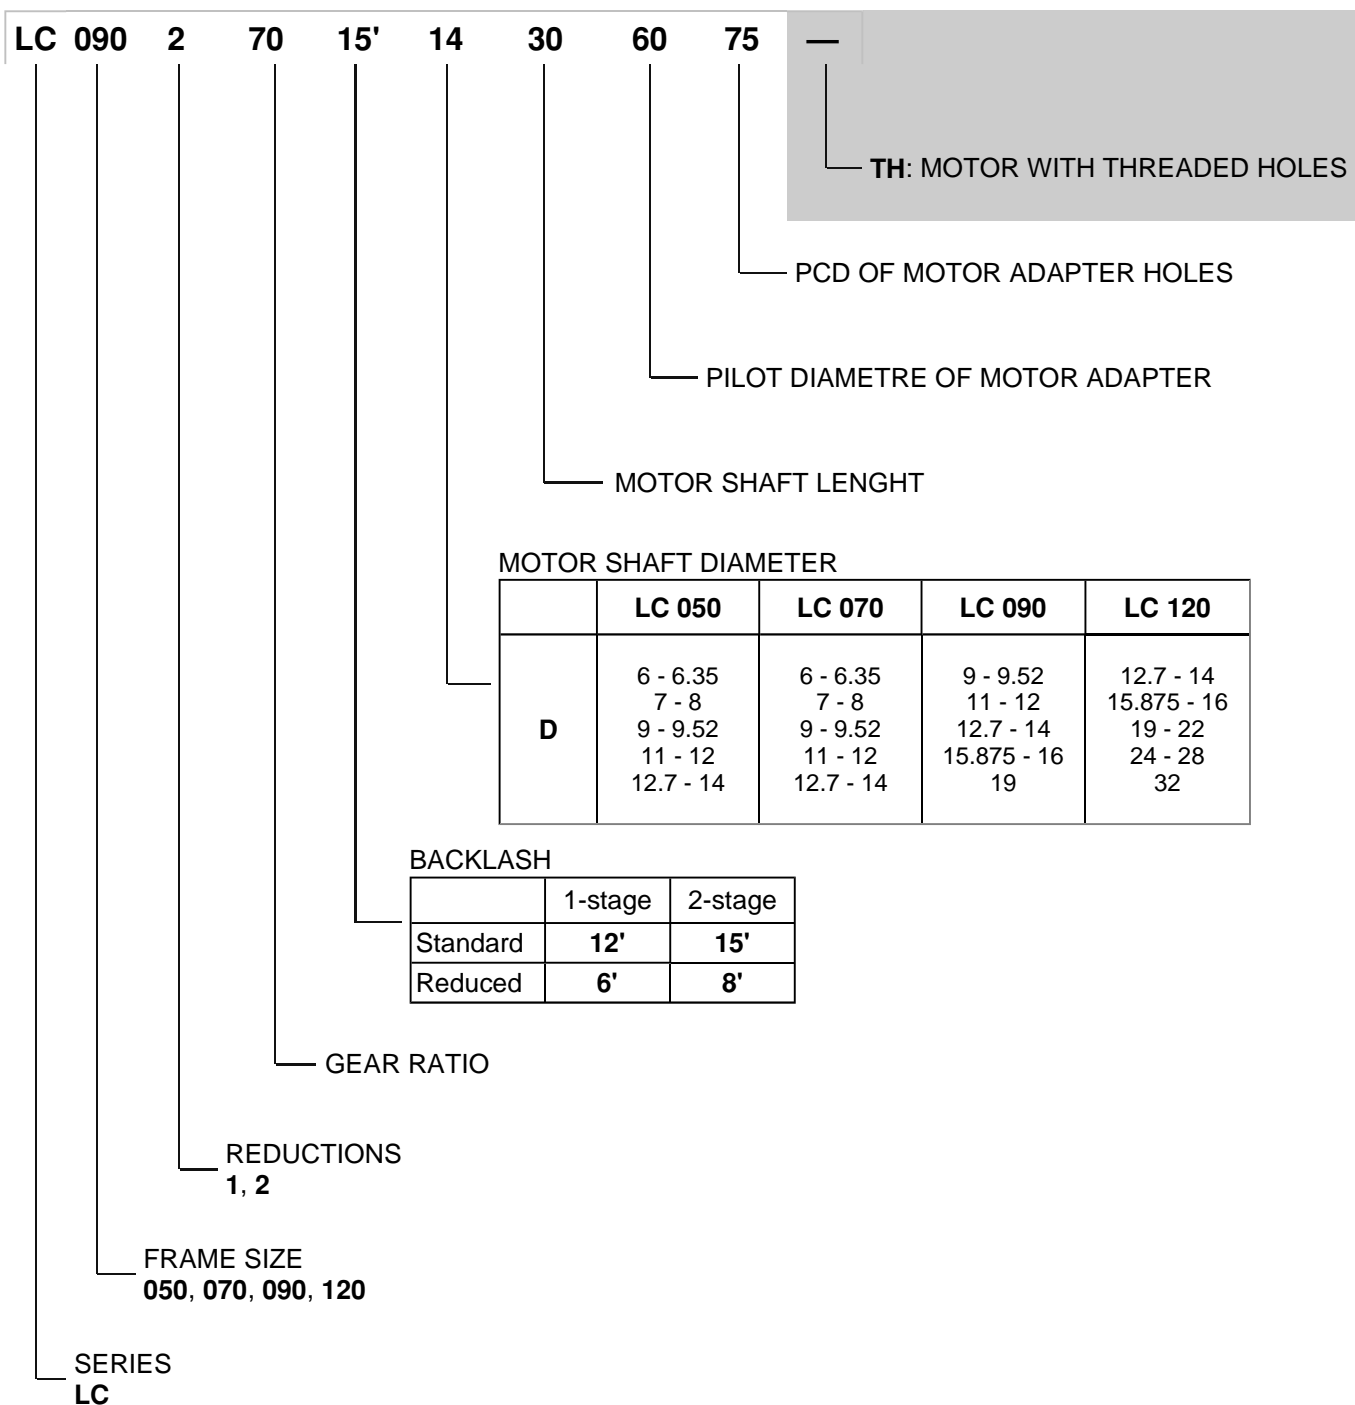 LC 090 2 70 15' 14 30 60 75 —
TH: MOTOR WITH THREADED HOLES
PCD OF MOTOR ADAPTER HOLES
PILOT DIAMETRE OF MOTOR ADAPTER
MOTOR SHAFT LENGHT
MOTOR SHAFT DIAMETER
LC 050 LC 070 LC 090 LC 120
D
6 - 6.35
7 - 8
9 - 9.52
11 - 12
12.7 - 14
6 - 6.35
7 - 8
9 - 9.52
11 - 12
12.7 - 14
9 - 9.52
11 - 12
12.7 - 14
15.875 - 16
19
12.7 - 14
15.875 - 16
19 - 22
24 - 28
32
BACKLASH
1-stage 2-stage
Standard 12' 15'
Reduced 6' 8'
GEAR RATIO
REDUCTIONS
1, 2
FRAME SIZE
050, 070, 090, 120
SERIES
LC